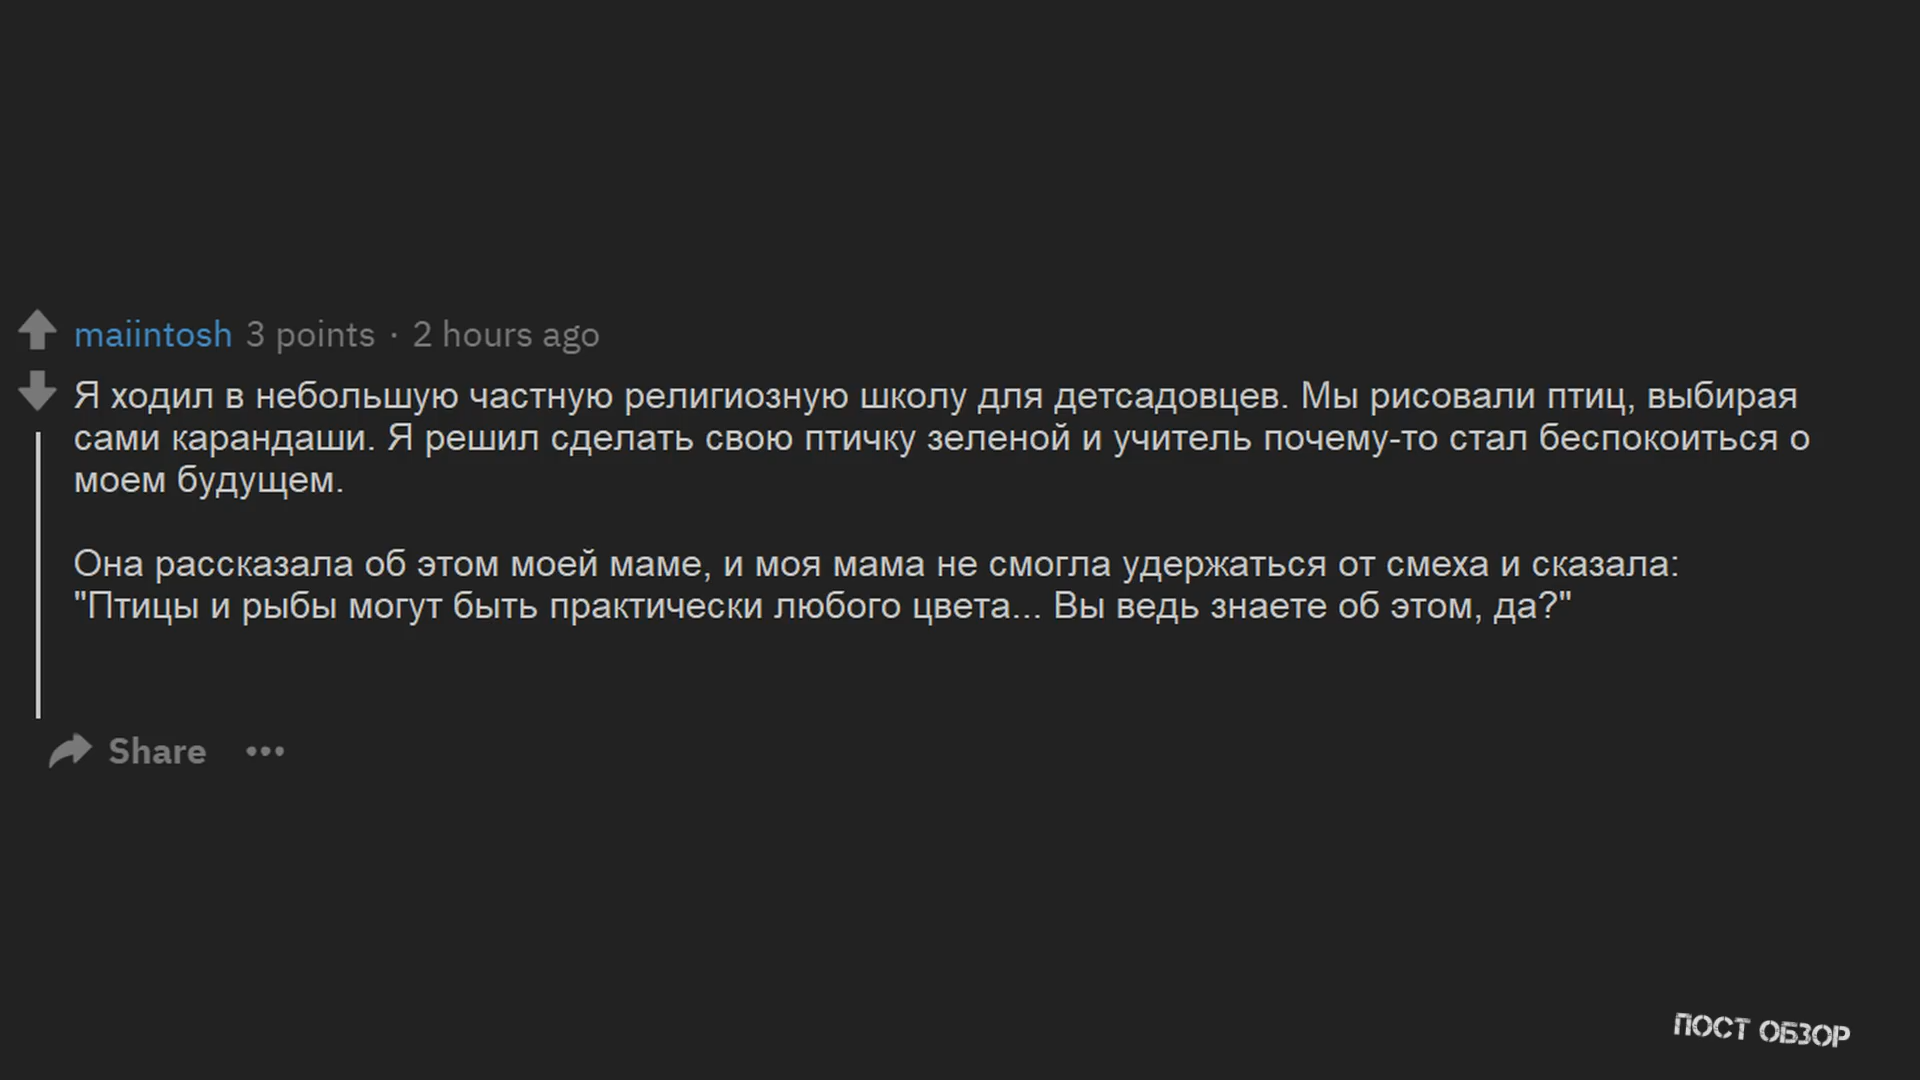 maiintosh 3 points · 2 hours ago
Я ходил в небольшую частную религиозную школу для детсадовцев. Мы рисовали птиц, выбирая
сами карандаши. Я решил сделать свою птичку зеленой и учитель почему-то стал беспокоиться о
моем будущем.
Она рассказала об этом моей маме, и моя мама не смогла удержаться от смеха и сказала:
"Птицы и рыбы могут быть практически любого цвета... Вы ведь знаете об этом, да?"
Share
ПОСТ ОБЗОР